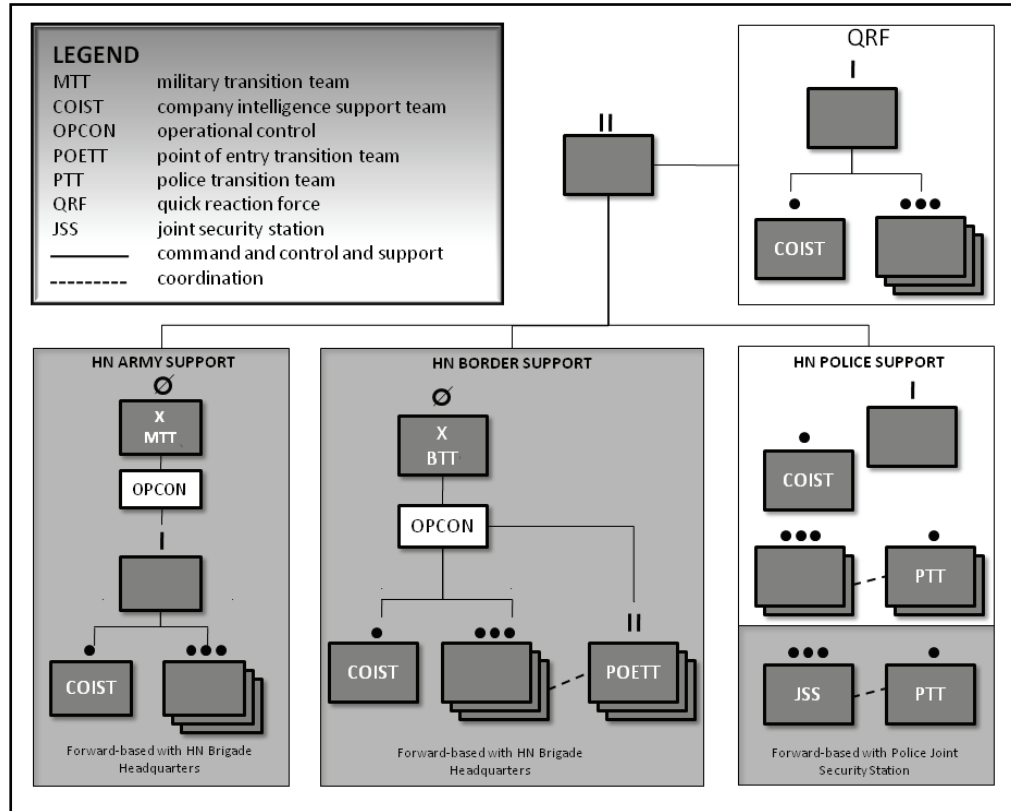 LEGEND
MTT military transition team
COIST company intelligence support team
OPCON operational control
POETT point of entry transition team
PTT police transition team
QRF quick reaction force
JSS joint security station
command and control and support
coordination
QRF
I
II
COIST
HN ARMY SUPPORT
X
MTT
OPCON
I
COIST
Forward-based with HN Brigade
Headquarters
HN BORDER SUPPORT
X
BTT
OPCON
COIST
II
POETT
Forward-based with HN Brigade
Headquarters
HN POLICE SUPPORT
I
COIST
PTT
JSS
PTT
Forward-based with Police Joint
Security Station